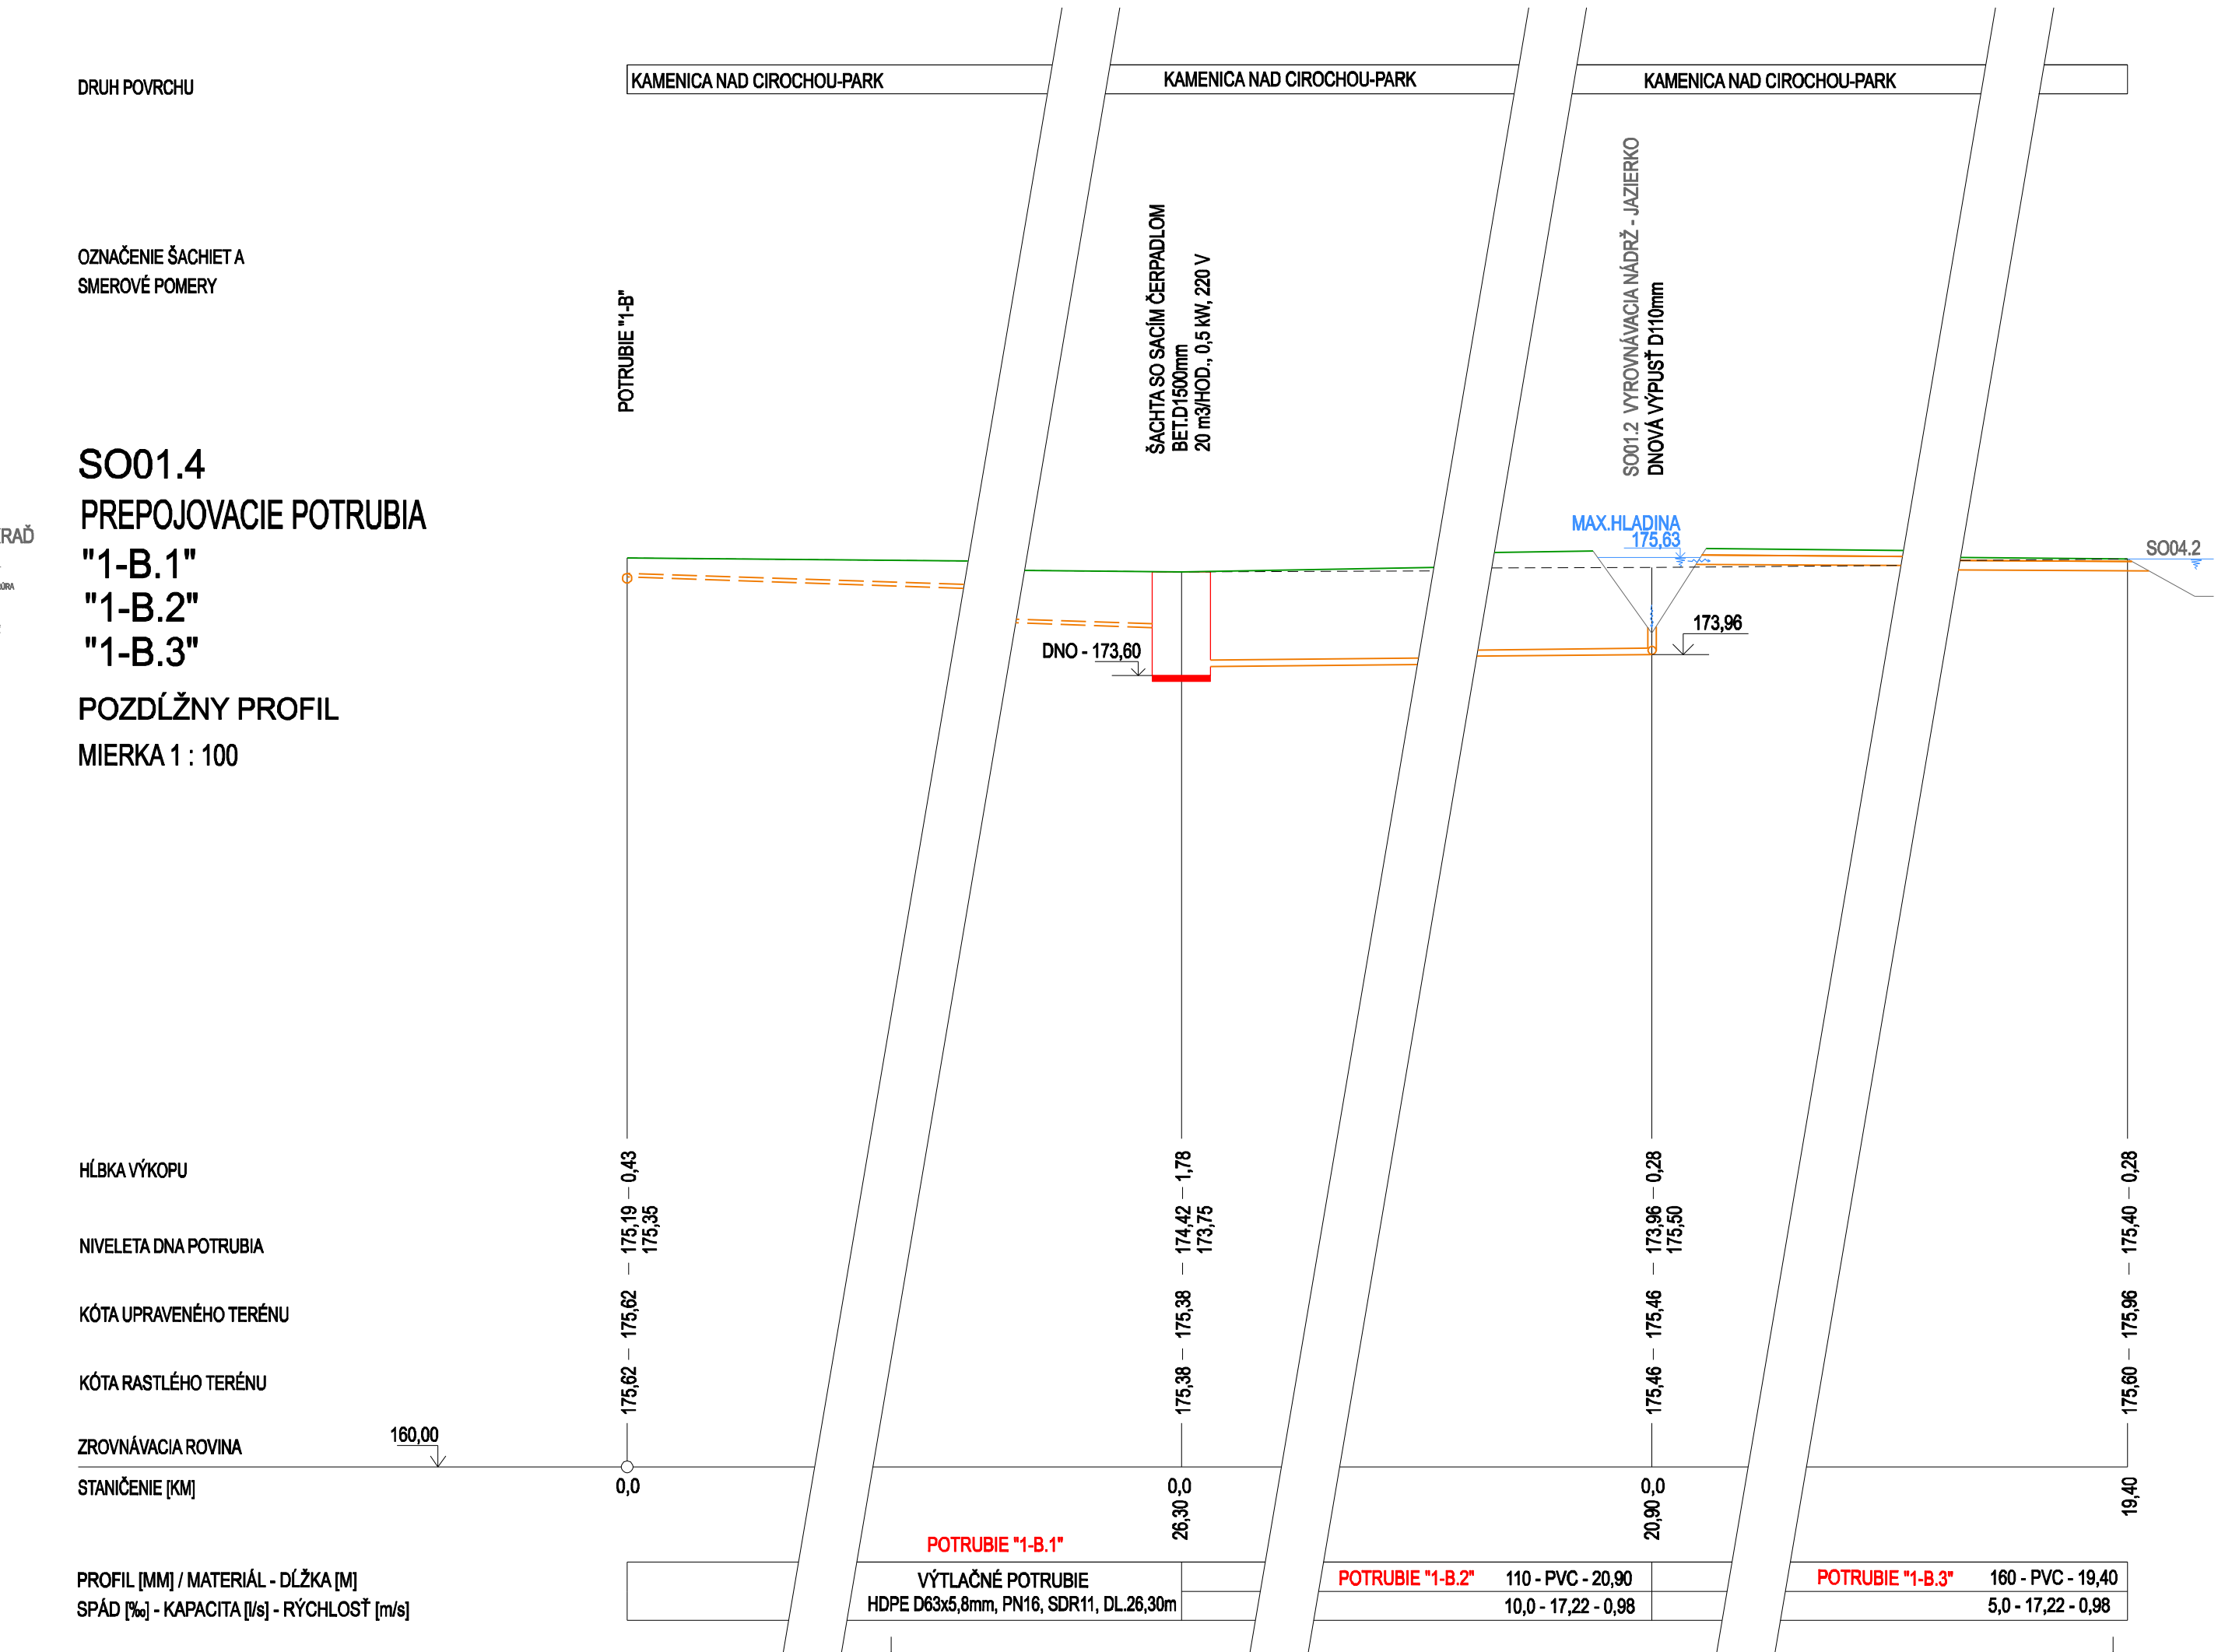 DRUH POVRCHU
KAMENICA NAD CIROCHOU-PARK
KAMENICA NAD CIROCHOU-PARK
KAMENICA NAD CIROCHOU-PARK
OZNAČENIE ŠACHIET A
SMEROVÉ POMERY
POTRUBIE "1-B"
ŠACHTA SO SACÍM ČERPADLOM
BET.D1500mm
20 m3/HOD., 0,5 kW, 220 V
SO01.2 VYROVNÁVACIA NÁDRŽ - JAZIERKO
DNOVÁ VÝPUSŤ D110mm
SO01.4
PREPOJOVACIE POTRUBIA
"1-B.1"
"1-B.2"
"1-B.3"
POZDĹŽNY PROFIL
MIERKA 1 : 100
MAX.HLADINA
175,63
SO04.2
173,96
DNO - 173,60
HĹBKA VÝKOPU
0,43
1,78
0,28
0,28
NIVELETA DNA POTRUBIA
175,19
175,35
174,42
173,75
173,96
175,50
175,40
KÓTA UPRAVENÉHO TERÉNU
175,62
175,38
175,46
175,96
KÓTA RASTLÉHO TERÉNU
175,62
175,38
175,46
175,60
ZROVNÁVACIA ROVINA
160,00
STANIČENIE [KM]
0,0
0,0
26,30
0,0
20,90
19,40
POTRUBIE "1-B.1"
PROFIL [MM] / MATERIÁL - DĹŽKA [M]
SPÁD [‰] - KAPACITA [l/s] - RÝCHLOSŤ [m/s]
VÝTLAČNÉ POTRUBIE
HDPE D63x5,8mm, PN16, SDR11, DL.26,30m
POTRUBIE "1-B.2" 110 - PVC - 20,90
10,0 - 17,22 - 0,98
POTRUBIE "1-B.3" 160 - PVC - 19,40
5,0 - 17,22 - 0,98